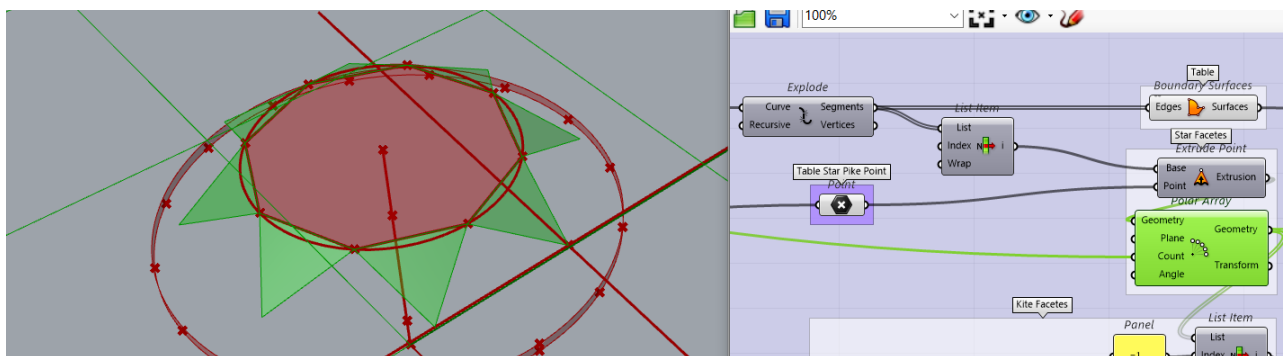 100%
Table
Explode
Boundary Surfaces
Curve Segments
Recursive Vertices
List Item
List
Index
Wrap
N
i
Edges Surfaces
Star Facetes
Extrude Point
Base
Point
Extrusion
Table Star Pike Point
Point
Polar Array
Geometry
Plane
Count
Angle
Geometry
Transform
Kite Facetes
Panel
List Item
List
Index
N
i